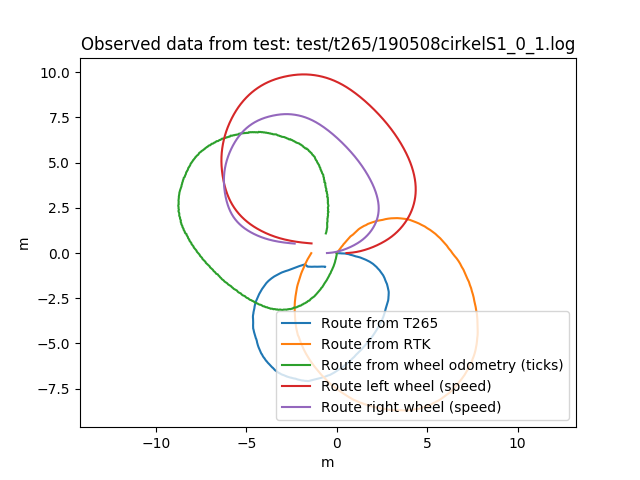 Observed data from test: test/t265/190508cirkelS1_0_1.log
10.0
7.5
5.0
2.5
0.0
−2.5
−5.0
−7.5
m
−10
−5
0
5
10
m
Route from T265
Route from RTK
Route from wheel odometry (ticks)
Route left wheel (speed)
Route right wheel (speed)